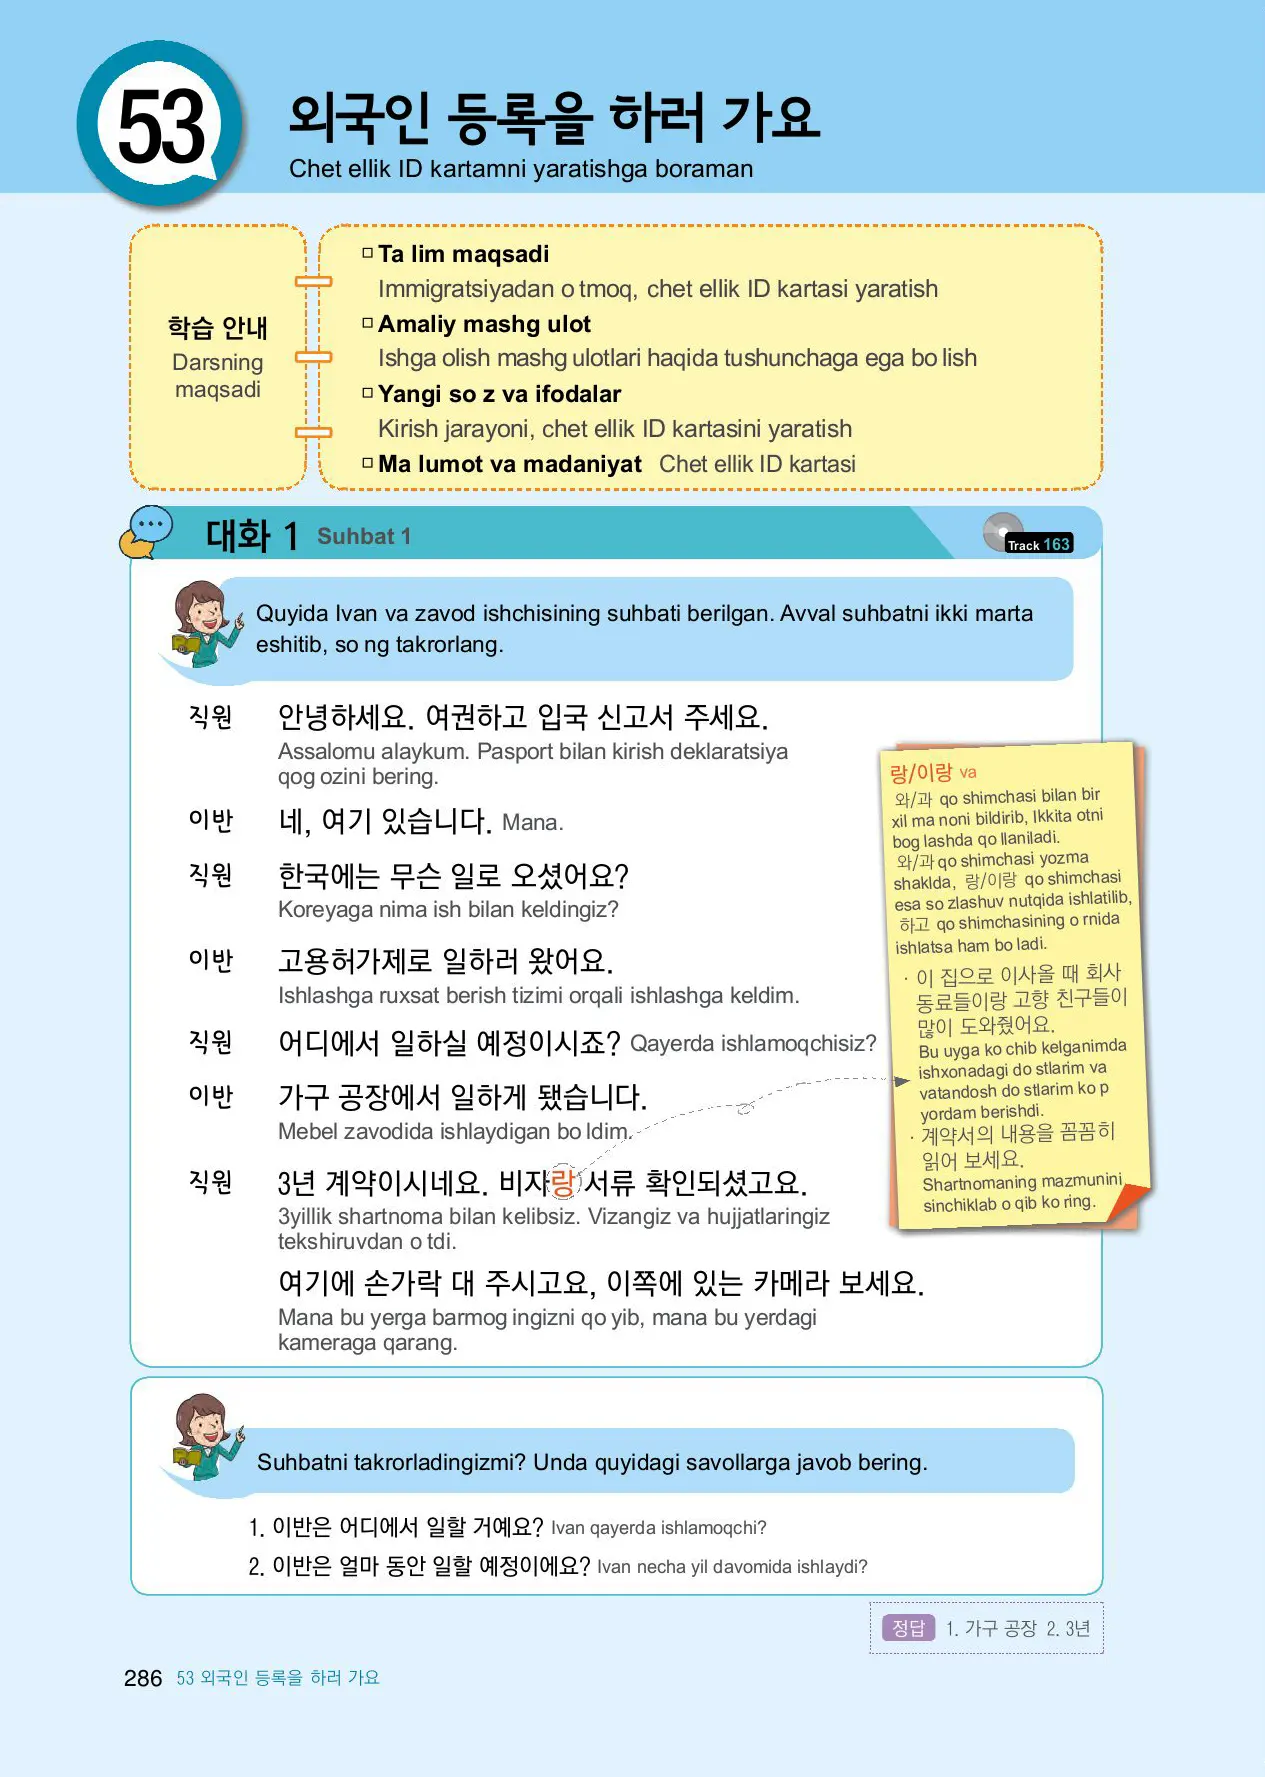 53
외국인 등록을 하러 가요
Chet ellik ID kartamni yaratishga boraman
학습 안내
Darsning
maqsadi
Ta lim maqsadi
Immigratsiyadan o tmoq, chet ellik ID kartasi yaratish
Amaliy mashg ulot
Ishga olish mashg ulotlari haqida tushunchaga ega bo lish
Yangi so z va ifodalar
Kirish jarayoni, chet ellik ID kartasini yaratish
Ma lumot va madaniyat Chet ellik ID kartasi
대화 1 Suhbat 1
Track 163
Quyida Ivan va zavod ishchisining suhbati berilgan. Avval suhbatni ikki marta
eshitib, so ng takrorlang.
직원 안녕하세요. 여권하고 입국 신고서 주세요.
Assalomu alaykum. Pasport bilan kirish deklaratsiya
qog ozini bering.
이반 네, 여기 있습니다. Mana.
직원 한국에는 무슨 일로 오셨어요?
Koreyaga nima ish bilan keldingiz?
이반 고용허가제로 일하러 왔어요.
Ishlashga ruxsat berish tizimi orqali ishlashga keldim.
직원 어디에서 일하실 예정이시죠? Qayerda ishlamoqchisiz?
이반 가구 공장에서 일하게 됐습니다.
Mebel zavodida ishlaydigan bo ldim.
직원 3년 계약이시네요. 비자랑 서류 확인되셨고요.
3yillik shartnoma bilan kelibsiz. Vizangiz va hujjatlaringiz
tekshiruvdan o tdi.
여기에 손가락 대 주시고요, 이쪽에 있는 카메라 보세요.
Mana bu yerga barmog ingizni qo yib, mana bu yerdagi
kameraga qarang.
랑/이랑 va
와/과 qo shimchasi bilan bir
xil ma noni bildirib, Ikkita otni
bog lashda qo llaniladi.
와/과 qo shimchasi yozma
shaklda, 랑/이랑 qo shimchasi
esa so zlashuv nutqida ishlatilib,
하고 qo shimchasining o rnida
ishlatsa ham bo ladi.
· 이 집으로 이사올 때 회사
동료들이랑 고향 친구들이
많이 도와줬어요.
Bu uyga ko chib kelganimda
ishxonadagi do stlarim va
vatandosh do stlarim ko p
yordam berishdi.
· 계약서의 내용을 꼼꼼히
읽어 보세요.
Shartnomaning mazmunini
sinchiklab o qib ko ring.
Suhbatni takrorladingizmi? Unda quyidagi savollarga javob bering.
1. 이반은 어디에서 일할 거예요? Ivan qayerda ishlamoqchi?
2. 이반은 얼마 동안 일할 예정이에요? Ivan necha yil davomida ishlaydi?
정답 1. 가구 공장 2. 3년
286 53 외국인 등록을 하러 가요